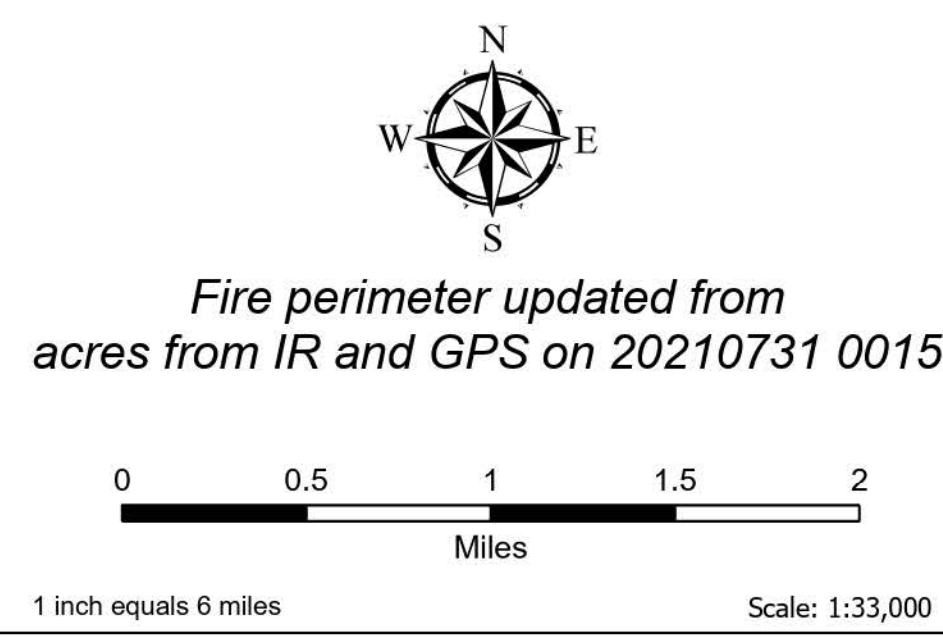 N
W E
S
Fire perimeter updated from
acres from IR and GPS on 20210731 0015
0 0.5 1 1.5 2
Miles
1 inch equals 6 miles Scale: 1:33,000